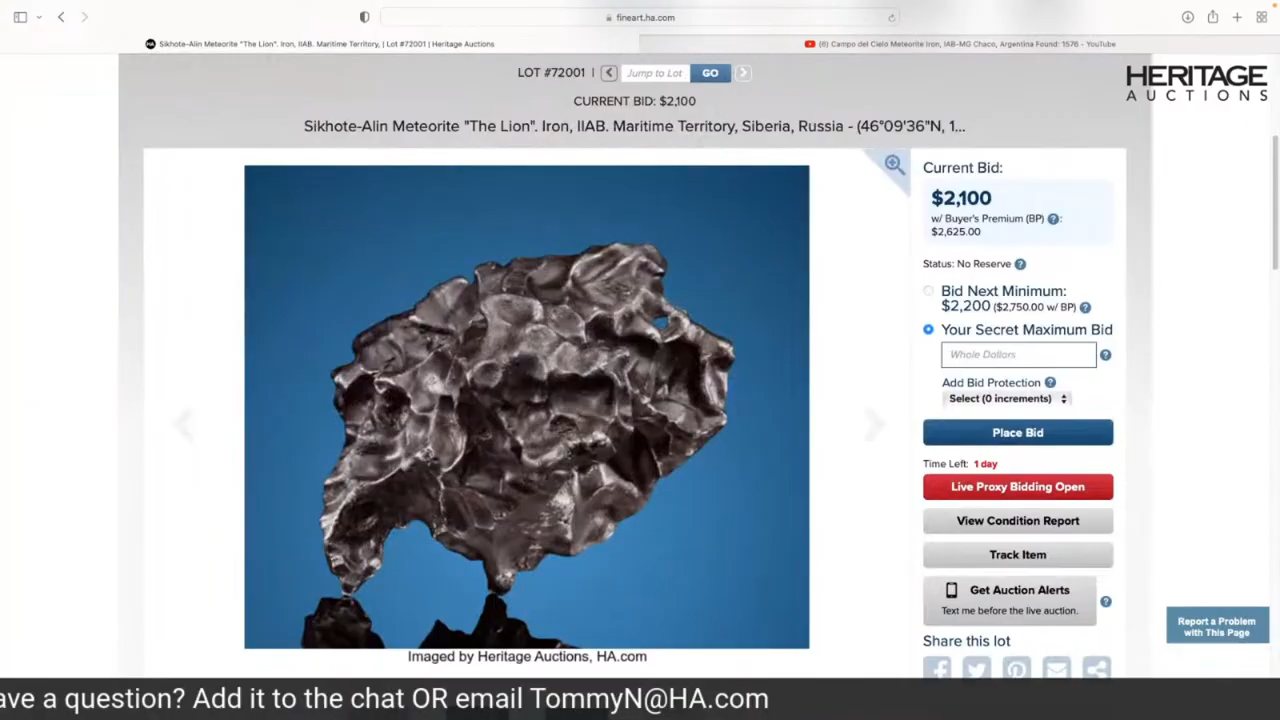 fineart.ha.com
HA Sikhote-Alin Meteorite "The Lion". Iron, IIAB. Maritime Territory, | Lot #72001 | Heritage Auctions
(6) Campo del Cielo Meteorite Iron, IAB-MG Chaco, Argentina Found: 1576 - YouTube
LOT #72001 | Jump to Lot GO
HERITAGE
AUCTIONS
CURRENT BID: $2,100
Sikhote-Alin Meteorite "The Lion". Iron, IIAB. Maritime Territory, Siberia, Russia - (46°09'36"N, 1...
Current Bid:
$2,100
w/ Buyer's Premium (BP) ? :
$2,625.00
Status: No Reserve ?
Bid Next Minimum:
$2,200 ($2,750.00 w/ BP) ?
Your Secret Maximum Bid
Whole Dollars ?
Add Bid Protection ?
Select (0 increments)
Place Bid
Time Left: 1 day
Live Proxy Bidding Open
View Condition Report
Track Item
Get Auction Alerts
Text me before the live auction. ?
Share this lot
Report a Problem
with This Page
Imaged by Heritage Auctions, HA.com
ave a question? Add it to the chat OR email TommyN@HA.com